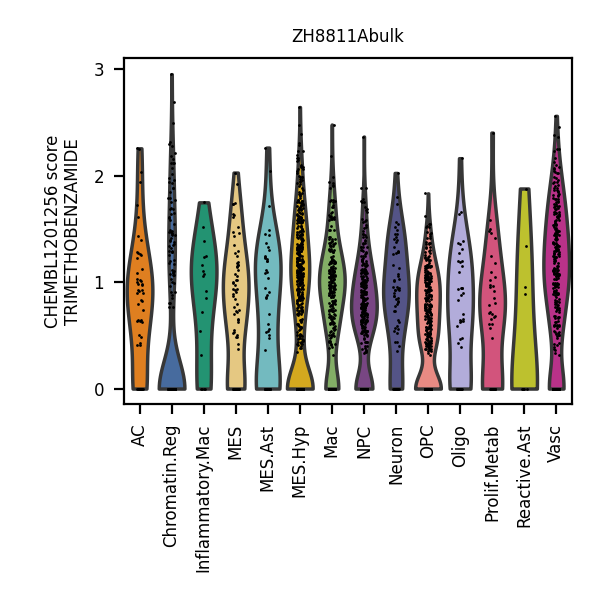 ZH8811Abulk
CHEMBL1201256 score
TRIMETHOBENZAMIDE
3
2
1
0
AC
Chromatin.Reg
Inflammatory.Mac
MES
MES.Ast
MES.Hyp
Mac
NPC
Neuron
OPC
Oligo
Prolif.Metab
Reactive.Ast
Vasc